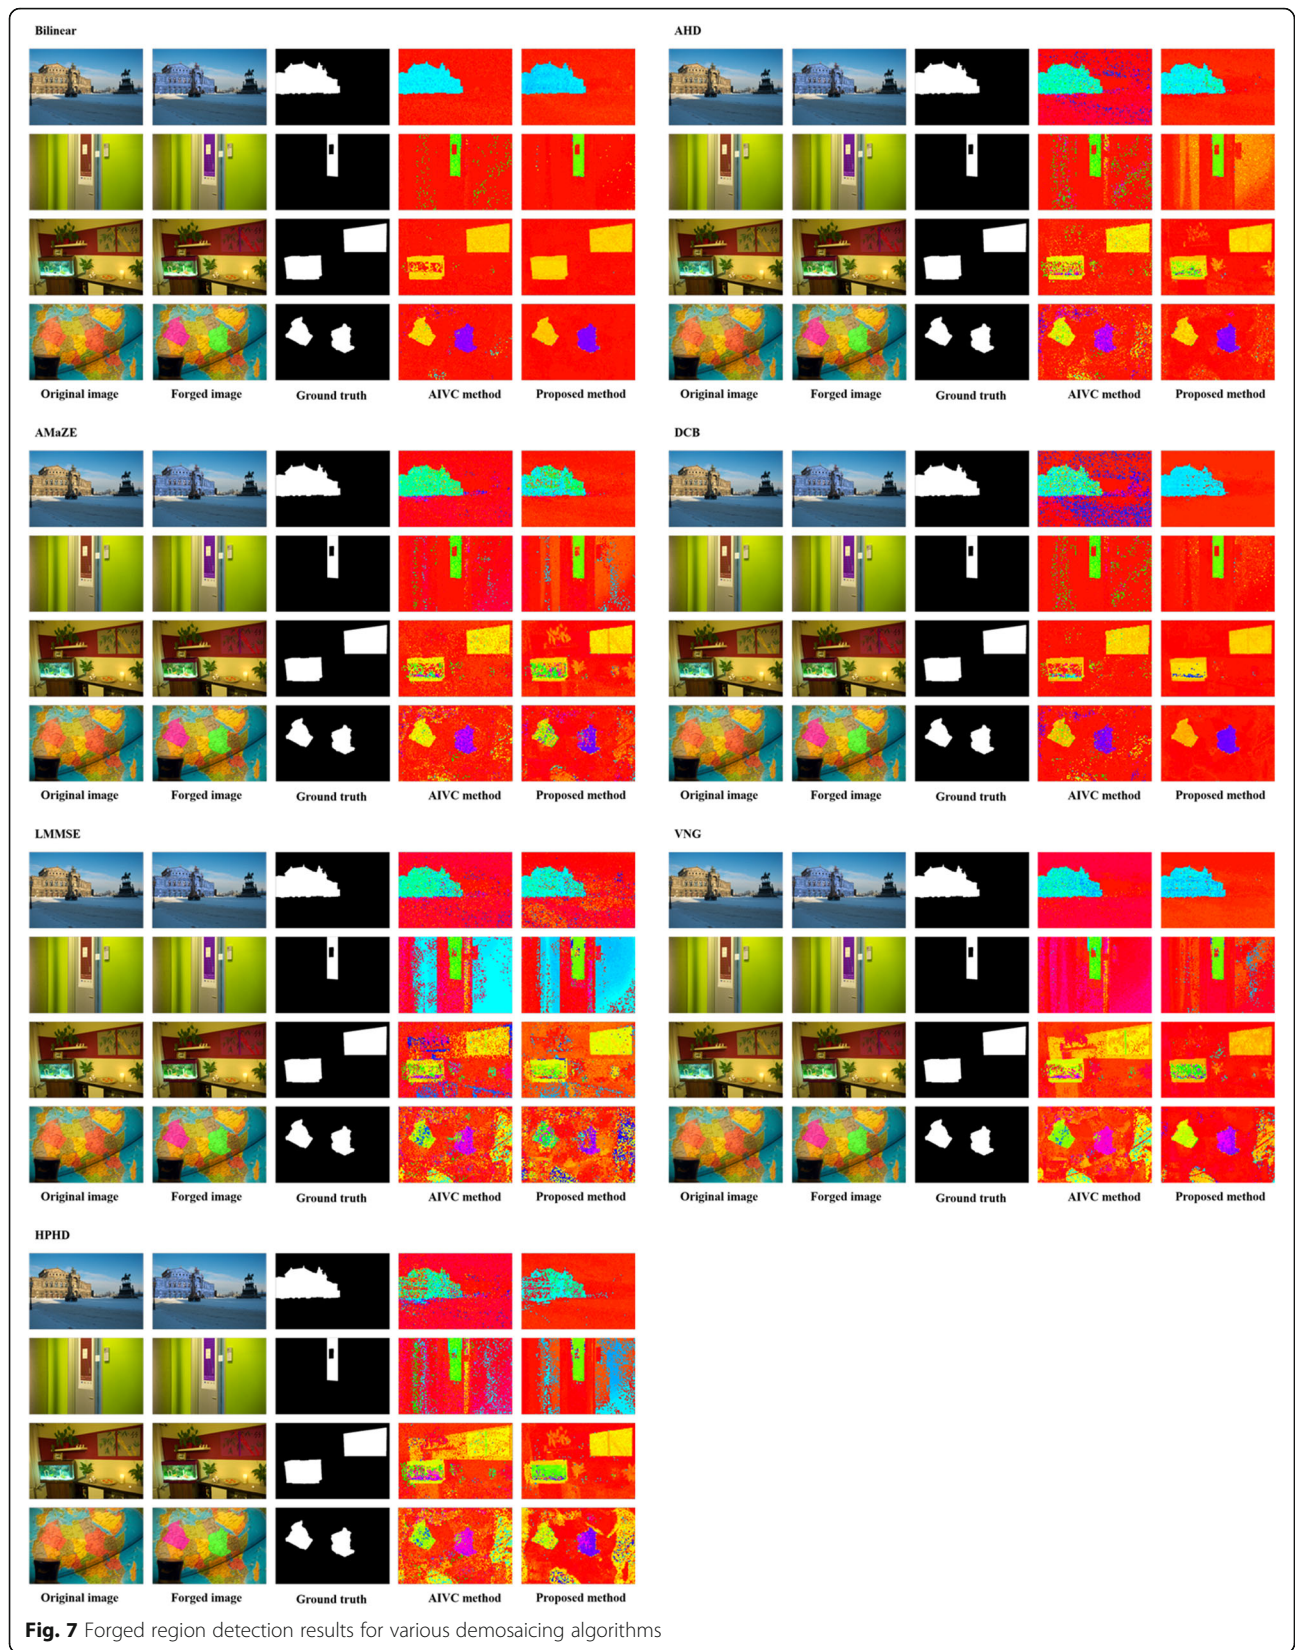 Bilinear
Original image Forged image Ground truth AIVC method Proposed method
AHD
Original image Forged image Ground truth AIVC method Proposed method
AMaZE
Original image Forged image Ground truth AIVC method Proposed method
DCB
Original image Forged image Ground truth AIVC method Proposed method
LMMSE
Original image Forged image Ground truth AIVC method Proposed method
VNG
Original image Forged image Ground truth AIVC method Proposed method
HPHD
Original image Forged image Ground truth AIVC method Proposed method
Fig. 7 Forged region detection results for various demosaicing algorithms